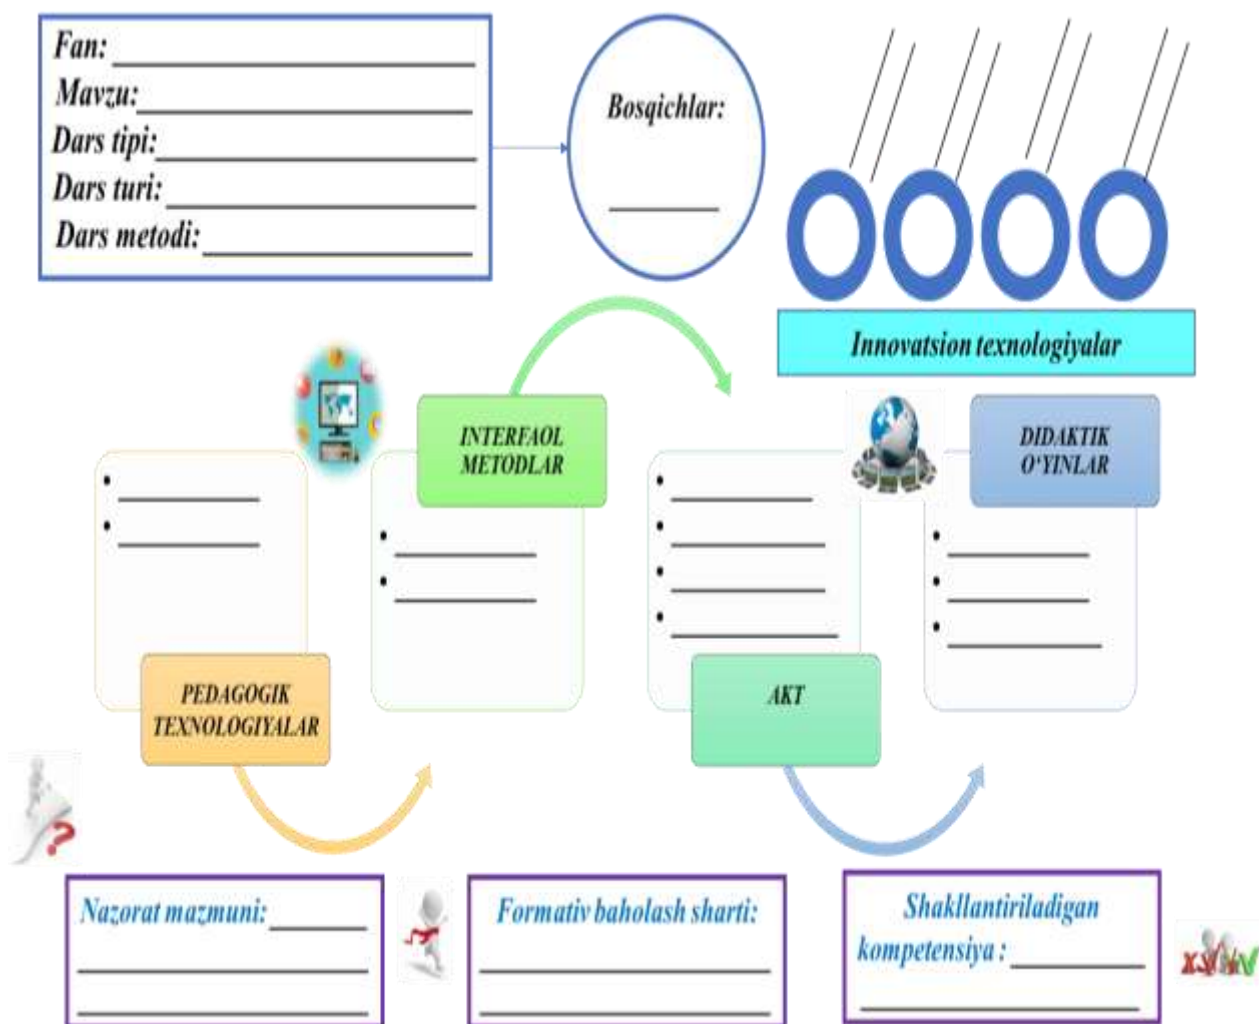 Fan:
Mavzu:
Dars tipi:
Dars turi:
Dars metodi:
Bosqichlar:
Innovatsion texnologiyalar
INTERFAOL
METODLAR
DIDAKTIK
O‘YINLAR
PEDAGOGIK
TEXNOLOGIYALAR
AKT
Nazorat mazmuni:
Formativ baholash sharti:
Shakllantiriladigan
kompetensiya :